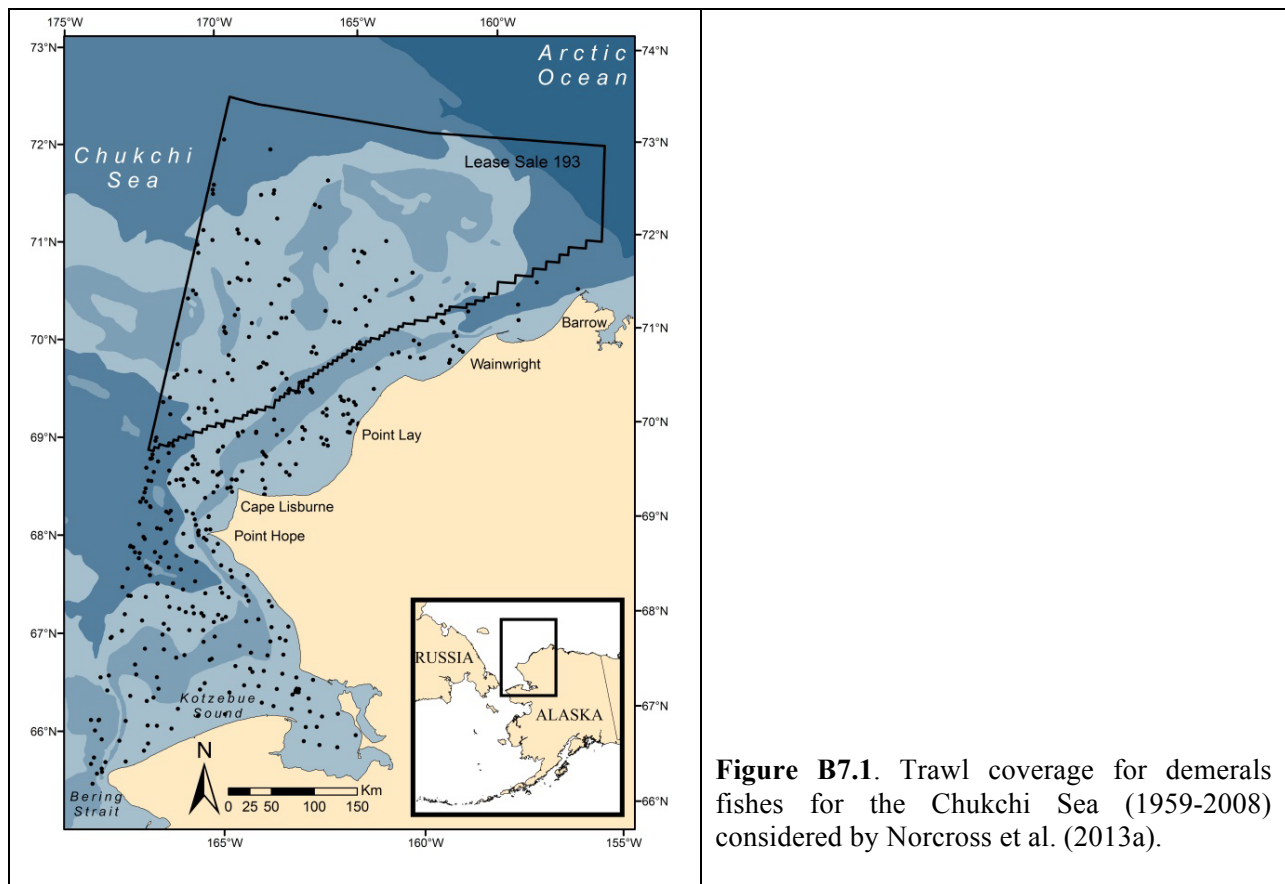 175°W 170°W 165°W 160°W
73°N
74°N
Arctic
Ocean
72°N
73°N
Chukchi
Sea
Lease Sale 193
71°N
72°N
70°N
71°N
Barrow
Wainwright
69°N
70°N
Point Lay
Cape Lisburne
68°N
69°N
Point Hope
67°N
68°N
RUSSIA
ALASKA
Kotzebue
Sound
66°N
67°N
N
Km
0 25 50 100 150
Bering
Strait
66°N
165°W 160°W 155°W
Figure B7.1. Trawl coverage for demerals
fishes for the Chukchi Sea (1959-2008)
considered by Norcross et al. (2013a).